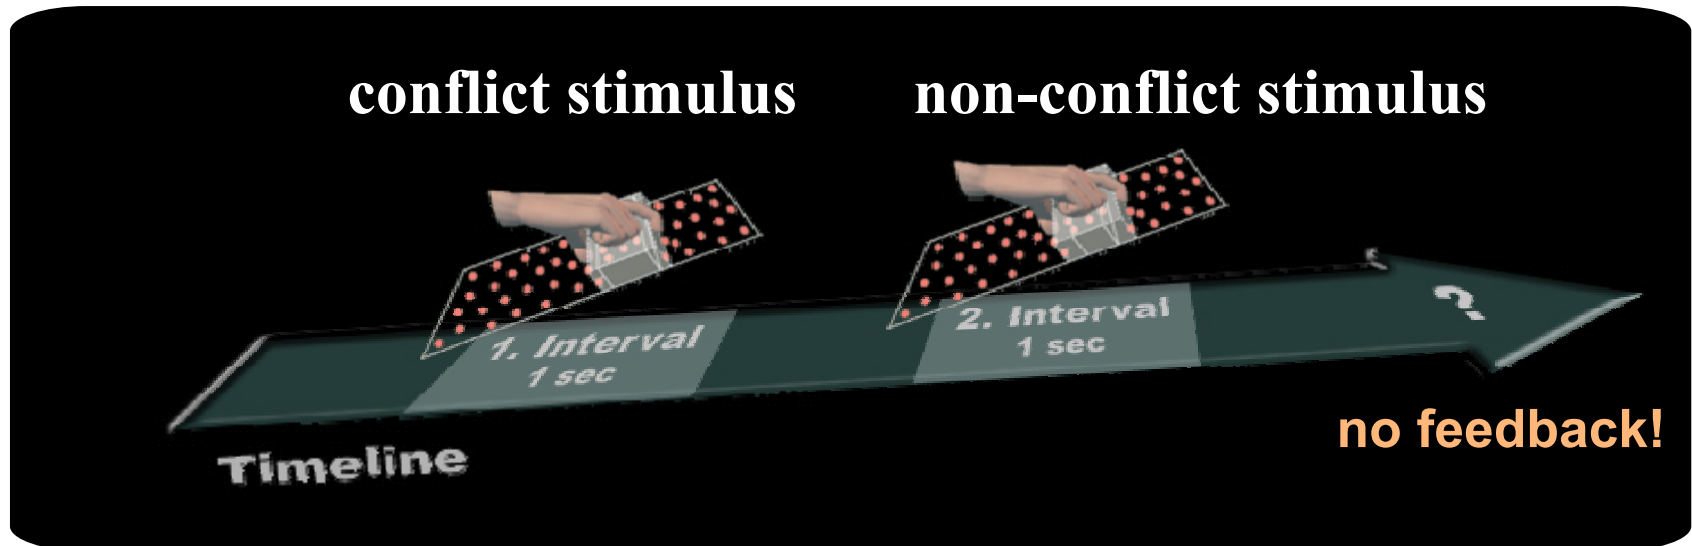 conflict stimulus
non-conflict stimulus
1. Interval
1 sec
2. Interval
1 sec
?
no feedback!
Timeline